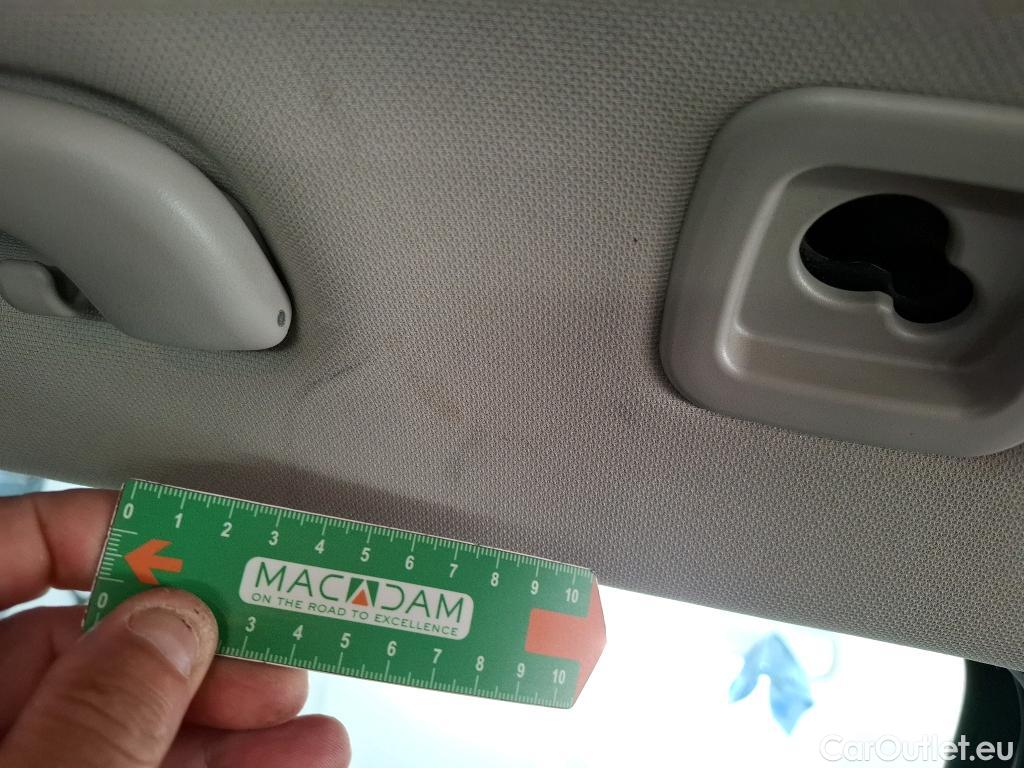 0 1 2 3 4 5 6 7 8 9 10
MACADAM
ON THE ROAD TO EXCELLENCE
0 3 4 5 6 7 8 9 10
CarOutlet.eu